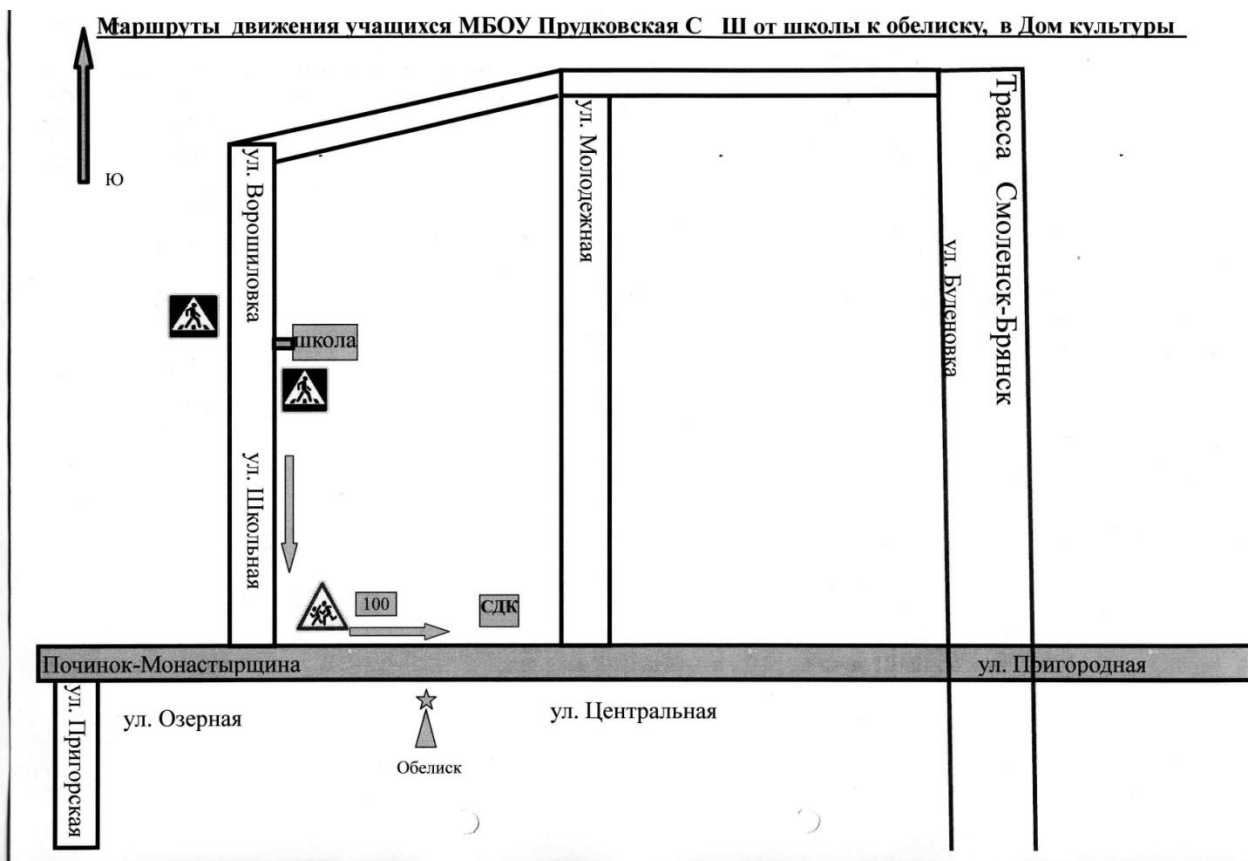 Маршруты движения учащихся МБОУ Прудковская С Ш от школы к обелиску, в Дом культуры
Ю
ул. Ворошиловка
ул. Молодежная
Трасса Смоленск-Брянск
ул. Буденовка
школа
ул. Школьная
100
СДК
Починок-Монастырщина
ул. Пригородная
ул. Пригорская
ул. Озерная
ул. Центральная
Обелиск